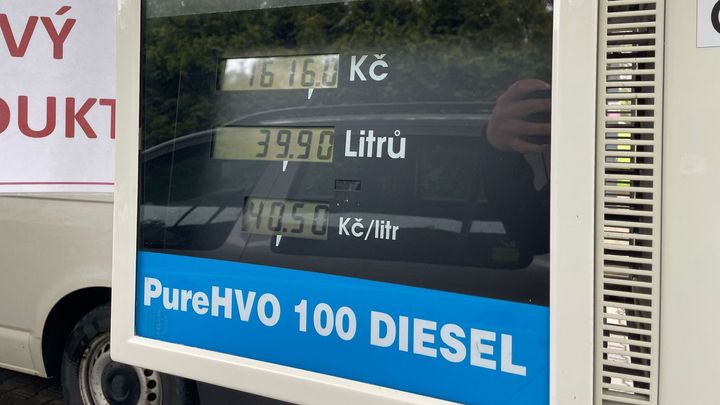 VÝ
DUKT
1616.0 Kč
39.90 Litrů
40.50 Kč/litr
PureHVO 100 DIESEL